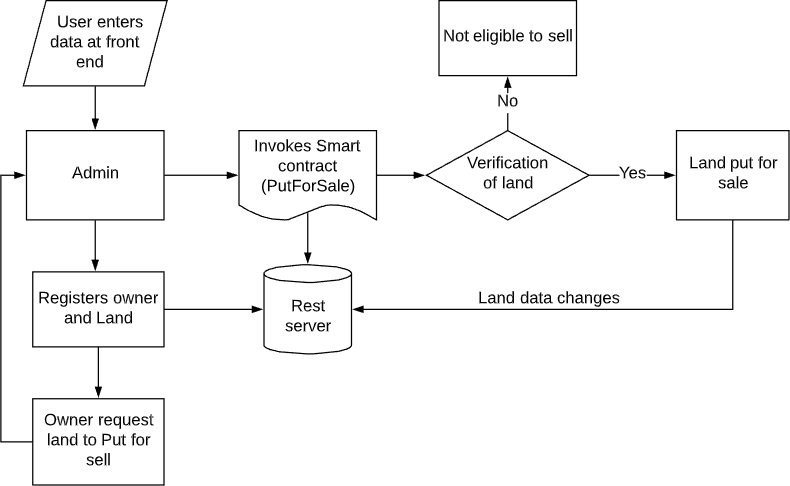 User enters
data at front
end
Not eligible to sell
No
Admin
Invokes Smart
contract
(PutForSale)
Verification
of land
Yes
Land put for
sale
Registers owner
and Land
Rest
server
Land data changes
Owner request
land to Put for
sell